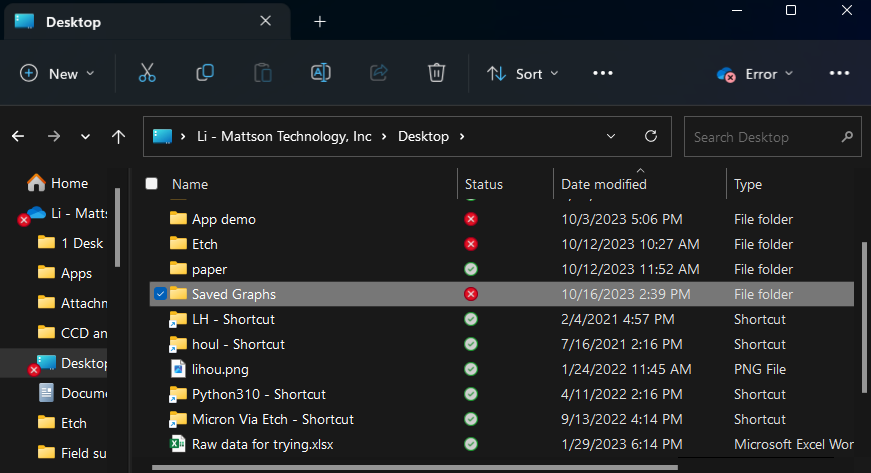 Desktop
New Sort Error
Li - Mattson Technology, Inc Desktop Search Desktop
Name Status Date modified Type
Home
Li - Matts
1 Desk
Apps
Attachn
CCD an
Desktop
Docume
Etch
Field su
App demo 10/3/2023 5:06 PM File folder
Etch 10/12/2023 10:27 AM File folder
paper 10/12/2023 11:52 AM File folder
Saved Graphs 10/16/2023 2:39 PM File folder
LH - Shortcut 2/4/2021 4:57 PM Shortcut
houl - Shortcut 7/16/2021 2:16 PM Shortcut
lihou.png 1/24/2022 11:45 AM PNG File
Python310 - Shortcut 4/11/2022 2:16 PM Shortcut
Micron Via Etch - Shortcut 9/13/2022 4:14 PM Shortcut
Raw data for trying.xlsx 1/29/2023 6:14 PM Microsoft Excel Wor